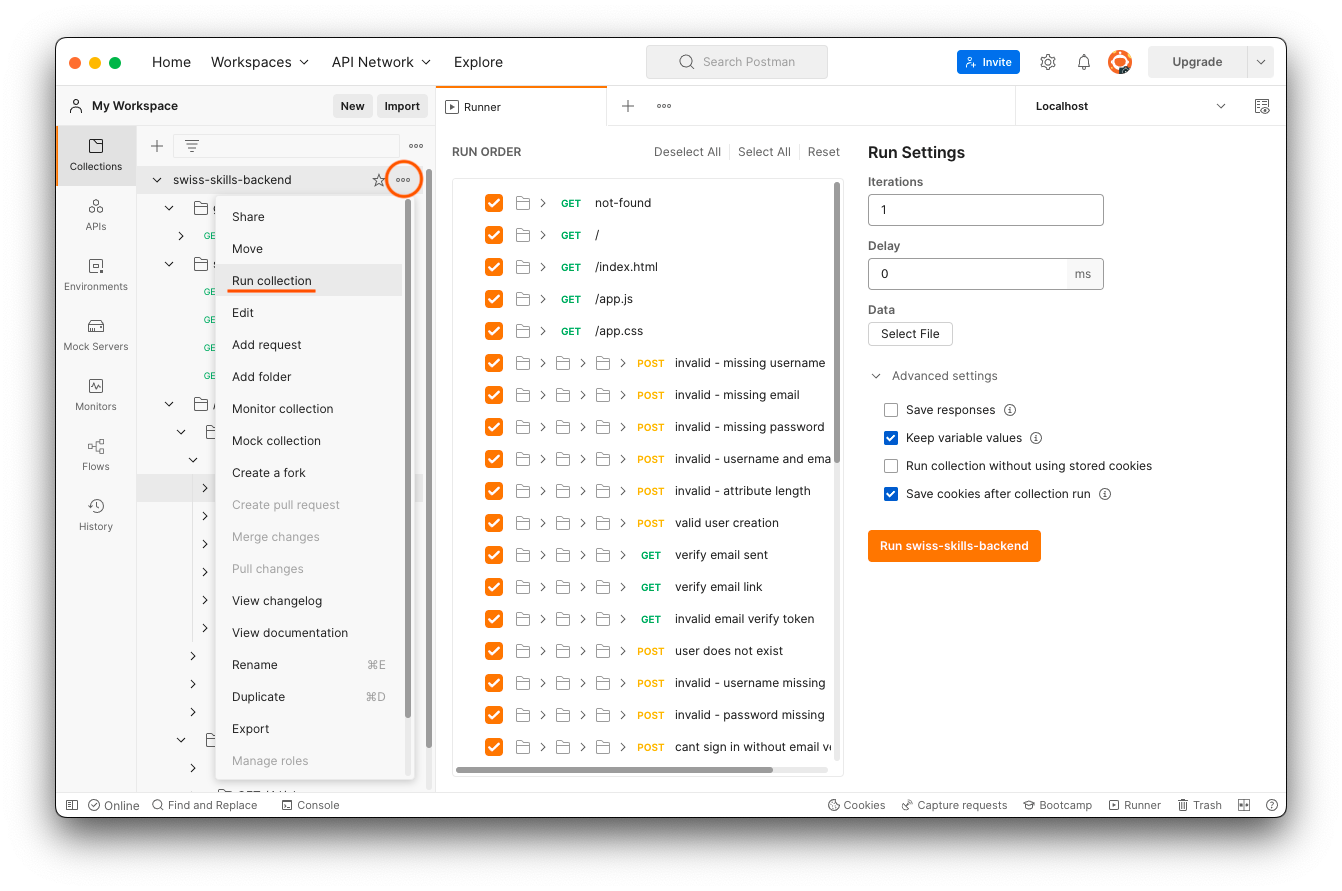 Home Workspaces API Network Explore Search Postman Invite Upgrade
My Workspace New Import Runner Localhost
Collections
APIs
Environments
Mock Servers
Monitors
Flows
History
swiss-skills-backend
GET
Share
Move
Run collection
Edit
Add request
Add folder
Monitor collection
Mock collection
Create a fork
Create pull request
Merge changes
Pull changes
View changelog
View documentation
Rename ⌘E
Duplicate ⌘D
Export
Manage roles
RUN ORDER Deselect All Select All Reset
GET not-found
GET /
GET /index.html
GET /app.js
GET /app.css
POST invalid - missing username
POST invalid - missing email
POST invalid - missing password
POST invalid - username and ema
POST invalid - attribute length
POST valid user creation
GET verify email sent
GET verify email link
GET invalid email verify token
POST user does not exist
POST invalid - username missing
POST invalid - password missing
POST cant sign in without email v
Run Settings
Iterations
1
Delay
0 ms
Data
Select File
Advanced settings
Save responses
Keep variable values
Run collection without using stored cookies
Save cookies after collection run
Run swiss-skills-backend
Online Find and Replace Console Cookies Capture requests Bootcamp Runner Trash